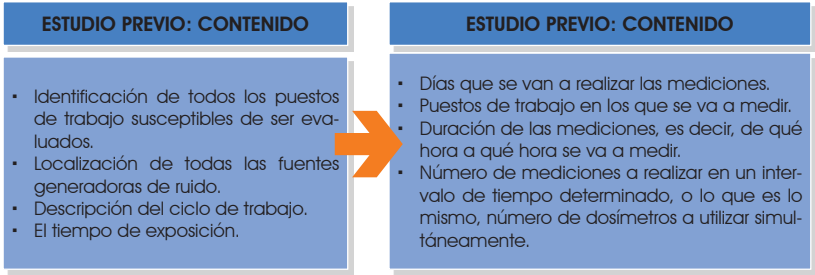 ESTUDIO PREVIO: CONTENIDO
▪ Identificación de todos los puestos
de trabajo susceptibles de ser eva-
luados.
▪ Localización de todas las fuentes
generadoras de ruido.
▪ Descripción del ciclo de trabajo.
▪ El tiempo de exposición.
ESTUDIO PREVIO: CONTENIDO
▪ Días que se van a realizar las mediciones.
▪ Puestos de trabajo en los que se va a medir.
▪ Duración de las mediciones, es decir, de qué
hora a qué hora se va a medir.
▪ Número de mediciones a realizar en un inter-
valo de tiempo determinado, o lo que es lo
mismo, número de dosímetros a utilizar simul-
táneamente.